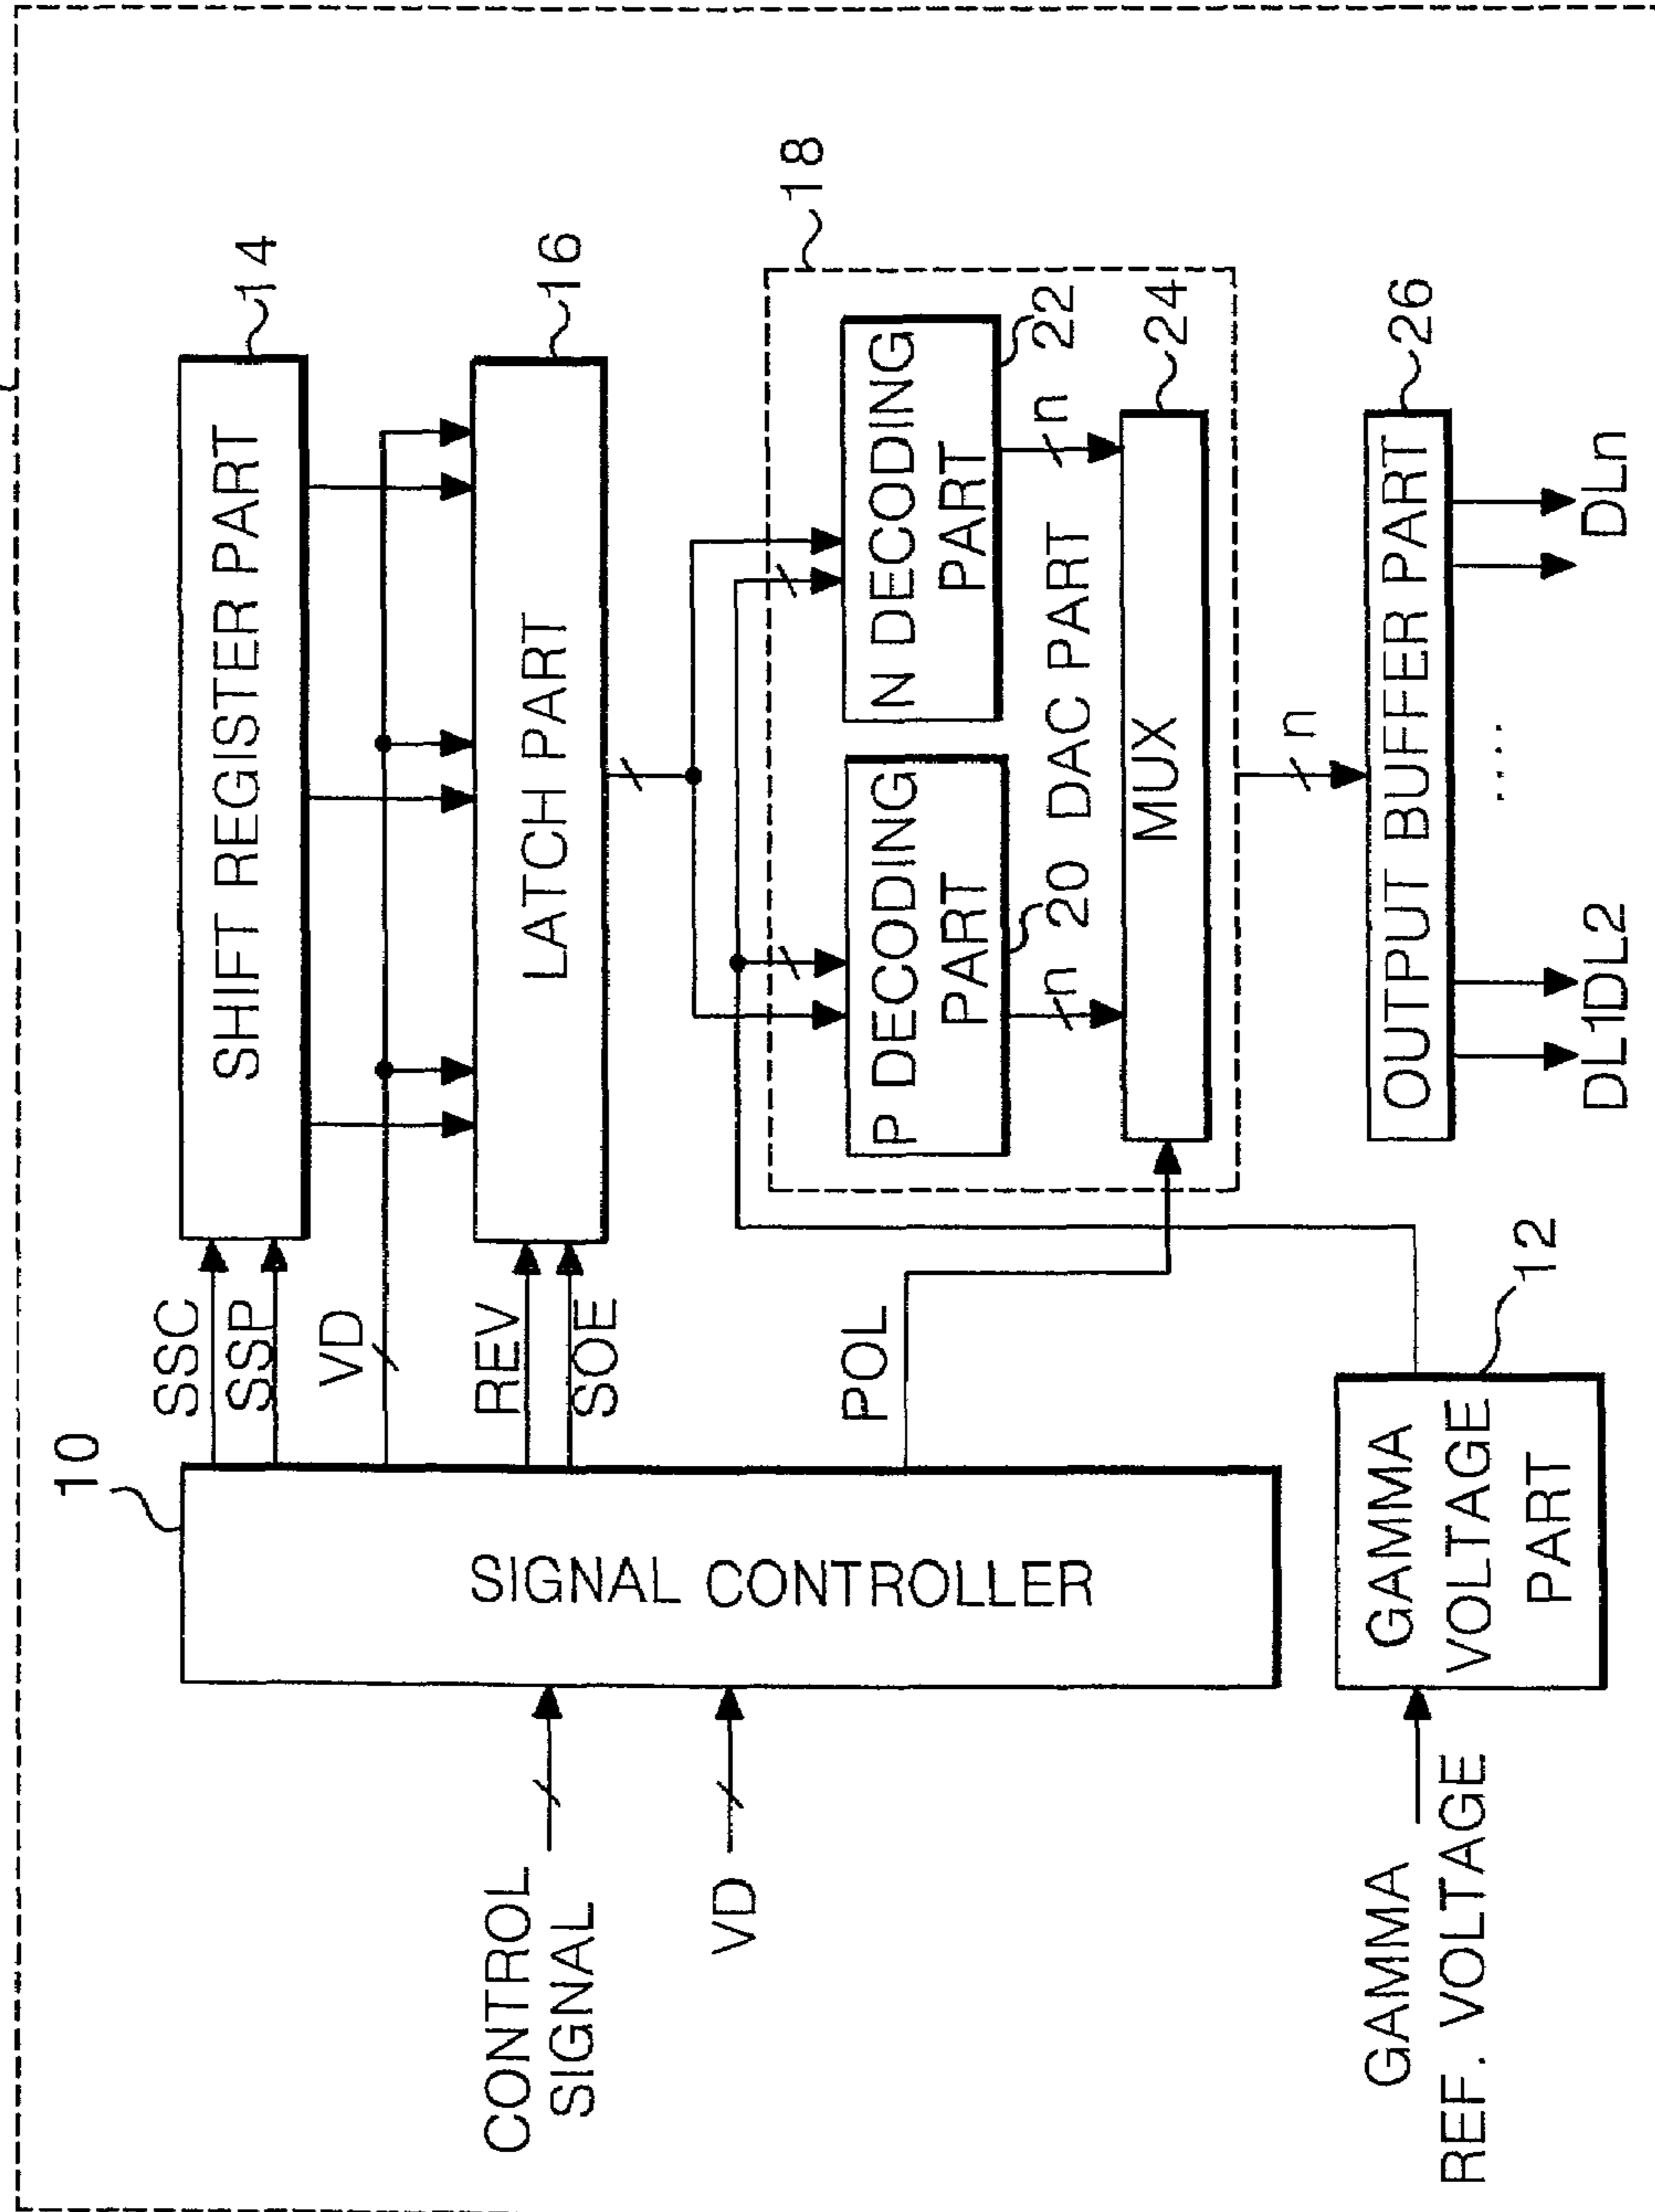 10
SSC
SSP
VD
REV
SOE
POL
SHIFT REGISTER PART
14
LATCH PART
16
18
P DECODING
PART
20
N DECODING
PART
22
n
n
DAC PART
MUX
24
n
OUTPUT BUFFER PART
26
DL1
DL2
....
DLn
SIGNAL CONTROLLER
CONTROL
SIGNAL
VD
GAMMA
VOLTAGE
PART
12
GAMMA
REF. VOLTAGE